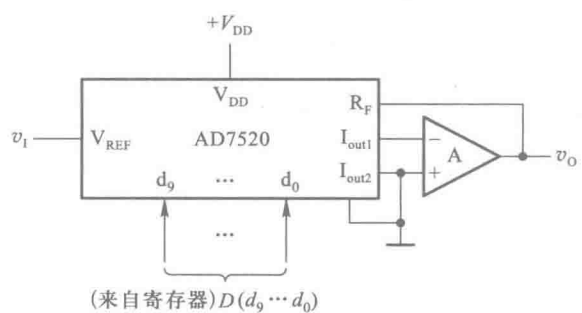 +V_DD
V_DD
R_F
v_I
V_REF
AD7520
I_out1
−
A
v_O
I_out2
+
d_9
...
d_0
...
(来自寄存器)D(d_9···d_0)